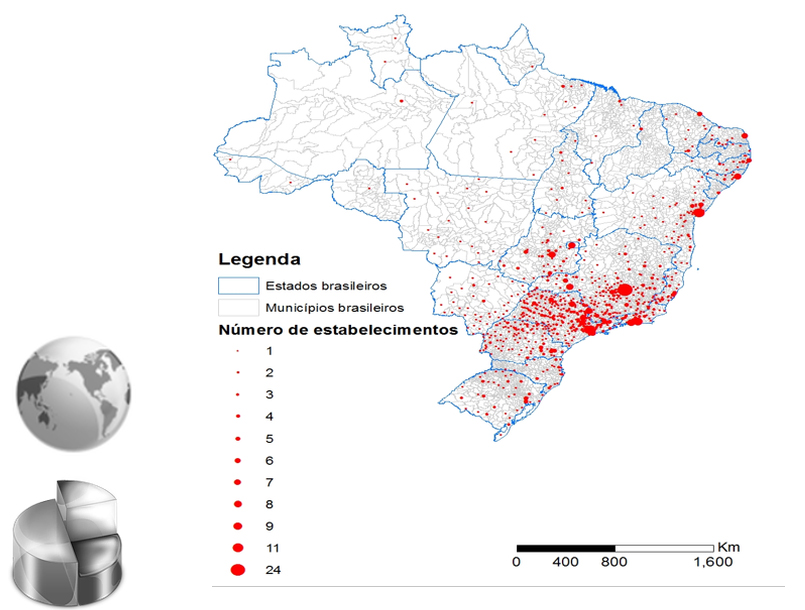 Legenda
Estados brasileiros
Municípios brasileiros
Número de estabelecimentos
1
2
3
4
5
6
7
8
9
11
24
Km
0 400 800 1,600